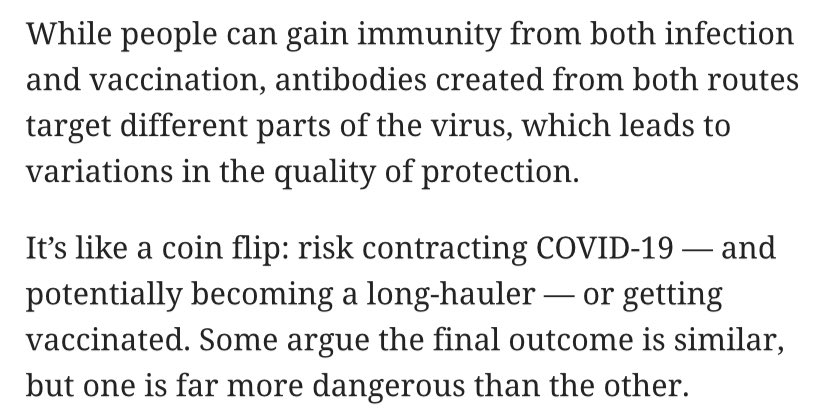 While people can gain immunity from both infection
and vaccination, antibodies created from both routes
target different parts of the virus, which leads to
variations in the quality of protection.
It’s like a coin flip: risk contracting COVID-19 — and
potentially becoming a long-hauler — or getting
vaccinated. Some argue the final outcome is similar,
but one is far more dangerous than the other.